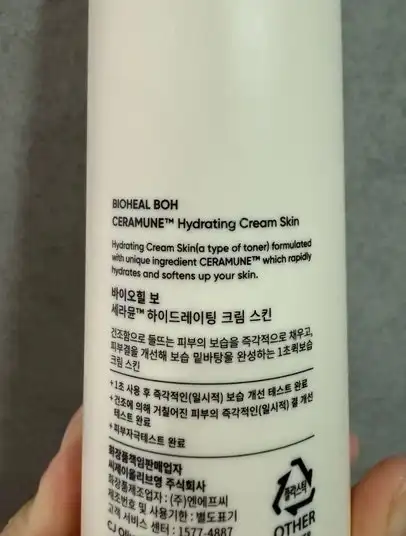 BIOHEAL BOH
CERAMUNE™ Hydrating Cream Skin
Hydrating Cream Skin(a type of toner) formulated
with unique ingredient CERAMUNE™ which rapidly
hydrates and softens up your skin.
바이오힐 보
세라뮨™ 하이드레이팅 크림 스킨
건조함으로 들뜨는 피부의 보습을 즉각적으로 채우고,
피부결을 개선해 보습 밑바탕을 완성하는 1초퀵보습
크림 스킨
+ 1초 사용 후 즉각적인(일시적) 보습 개선 테스트 완료
+ 건조에 의해 거칠어진 피부의 즉각적인(일시적) 결 개선
테스트 완료
+ 피부자극테스트 완료
화장품책임판매업자
씨제이올리브영 주식회사
화장품제조업자 : (주)엔에프씨
제조번호 및 사용기한 : 별도표기
고객 서비스 센터 : 1577-4887
플라스틱
OTHER